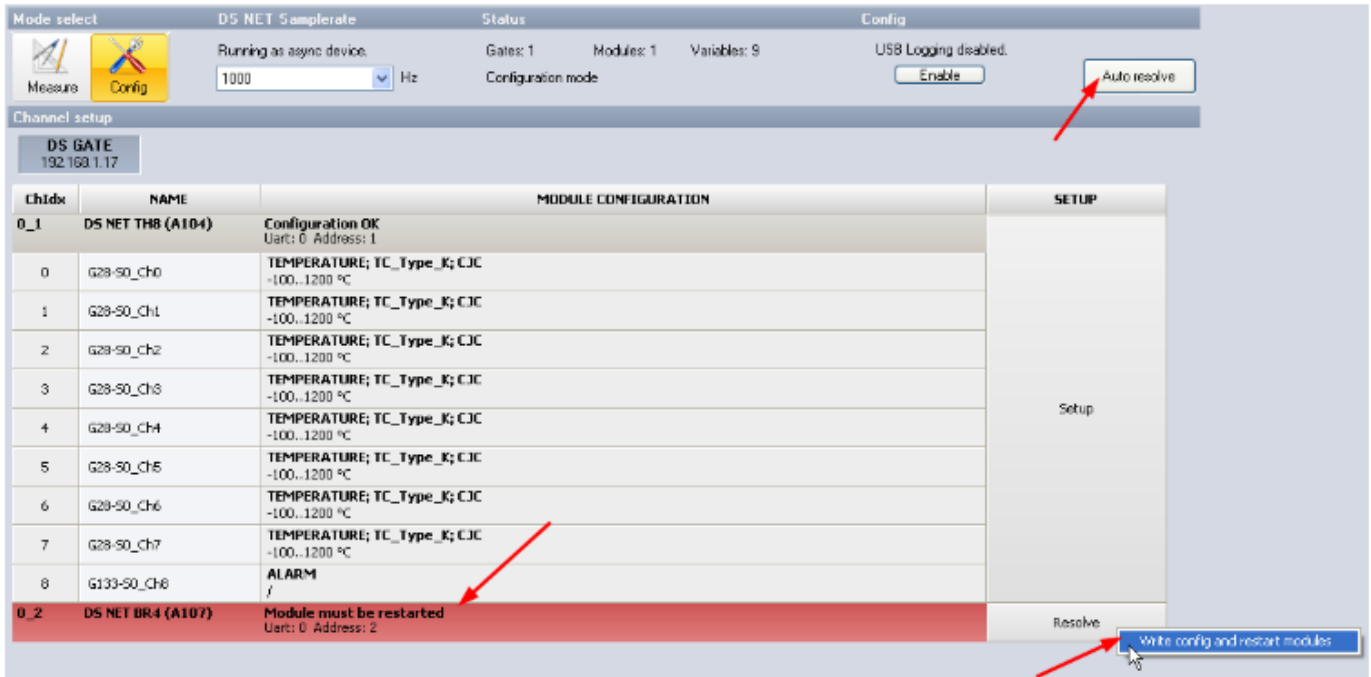 Mode select DS NET Samplerate Status Config
Running as async device. Gates: 1 Modules: 1 Variables: 9 USB Logging disabled.
1000 Hz Configuration mode Enable Auto resolve
Measure Config
Channel setup
DS GATE
192.168.1.17
ChIdx NAME MODULE CONFIGURATION SETUP
0_1 DS NET TH8 (A104) Configuration OK
Uart: 0 Address: 1
0 G28-S0_Ch0 TEMPERATURE; TC_Type_K; CJC
-100..1200 °C
1 G28-S0_Ch1 TEMPERATURE; TC_Type_K; CJC
-100..1200 °C
2 G28-S0_Ch2 TEMPERATURE; TC_Type_K; CJC
-100..1200 °C
3 G28-S0_Ch3 TEMPERATURE; TC_Type_K; CJC
-100..1200 °C
Setup
4 G28-S0_Ch4 TEMPERATURE; TC_Type_K; CJC
-100..1200 °C
5 G28-S0_Ch5 TEMPERATURE; TC_Type_K; CJC
-100..1200 °C
6 G28-S0_Ch6 TEMPERATURE; TC_Type_K; CJC
-100..1200 °C
7 G28-S0_Ch7 TEMPERATURE; TC_Type_K; CJC
-100..1200 °C
8 G133-S0_Ch8 ALARM
/
0_2 DS NET BR4 (A107) Module must be restarted
Uart: 0 Address: 2
Resolve
Write config and restart modules